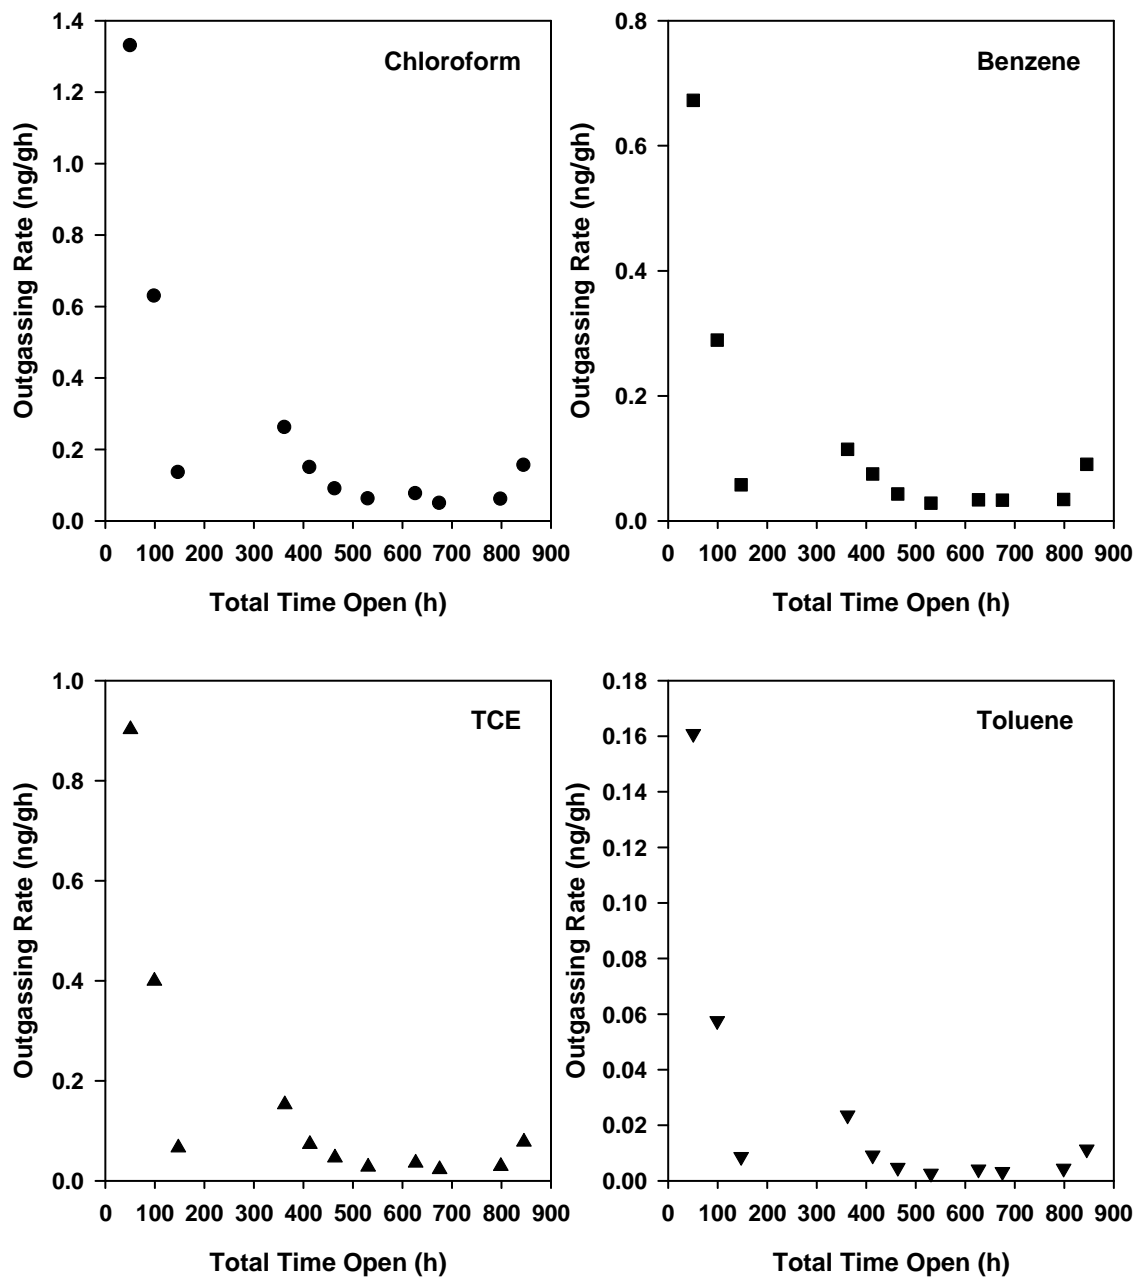 Chloroform
Outgassing Rate (ng/gh)
1.4
1.2
1.0
0.8
0.6
0.4
0.2
0.0
0 100 200 300 400 500 600 700 800 900
Total Time Open (h)
Benzene
Outgassing Rate (ng/gh)
0.8
0.6
0.4
0.2
0.0
0 100 200 300 400 500 600 700 800 900
Total Time Open (h)
TCE
Outgassing Rate (ng/gh)
1.0
0.8
0.6
0.4
0.2
0.0
0 100 200 300 400 500 600 700 800 900
Total Time Open (h)
Toluene
Outgassing Rate (ng/gh)
0.18
0.16
0.14
0.12
0.10
0.08
0.06
0.04
0.02
0.00
0 100 200 300 400 500 600 700 800 900
Total Time Open (h)